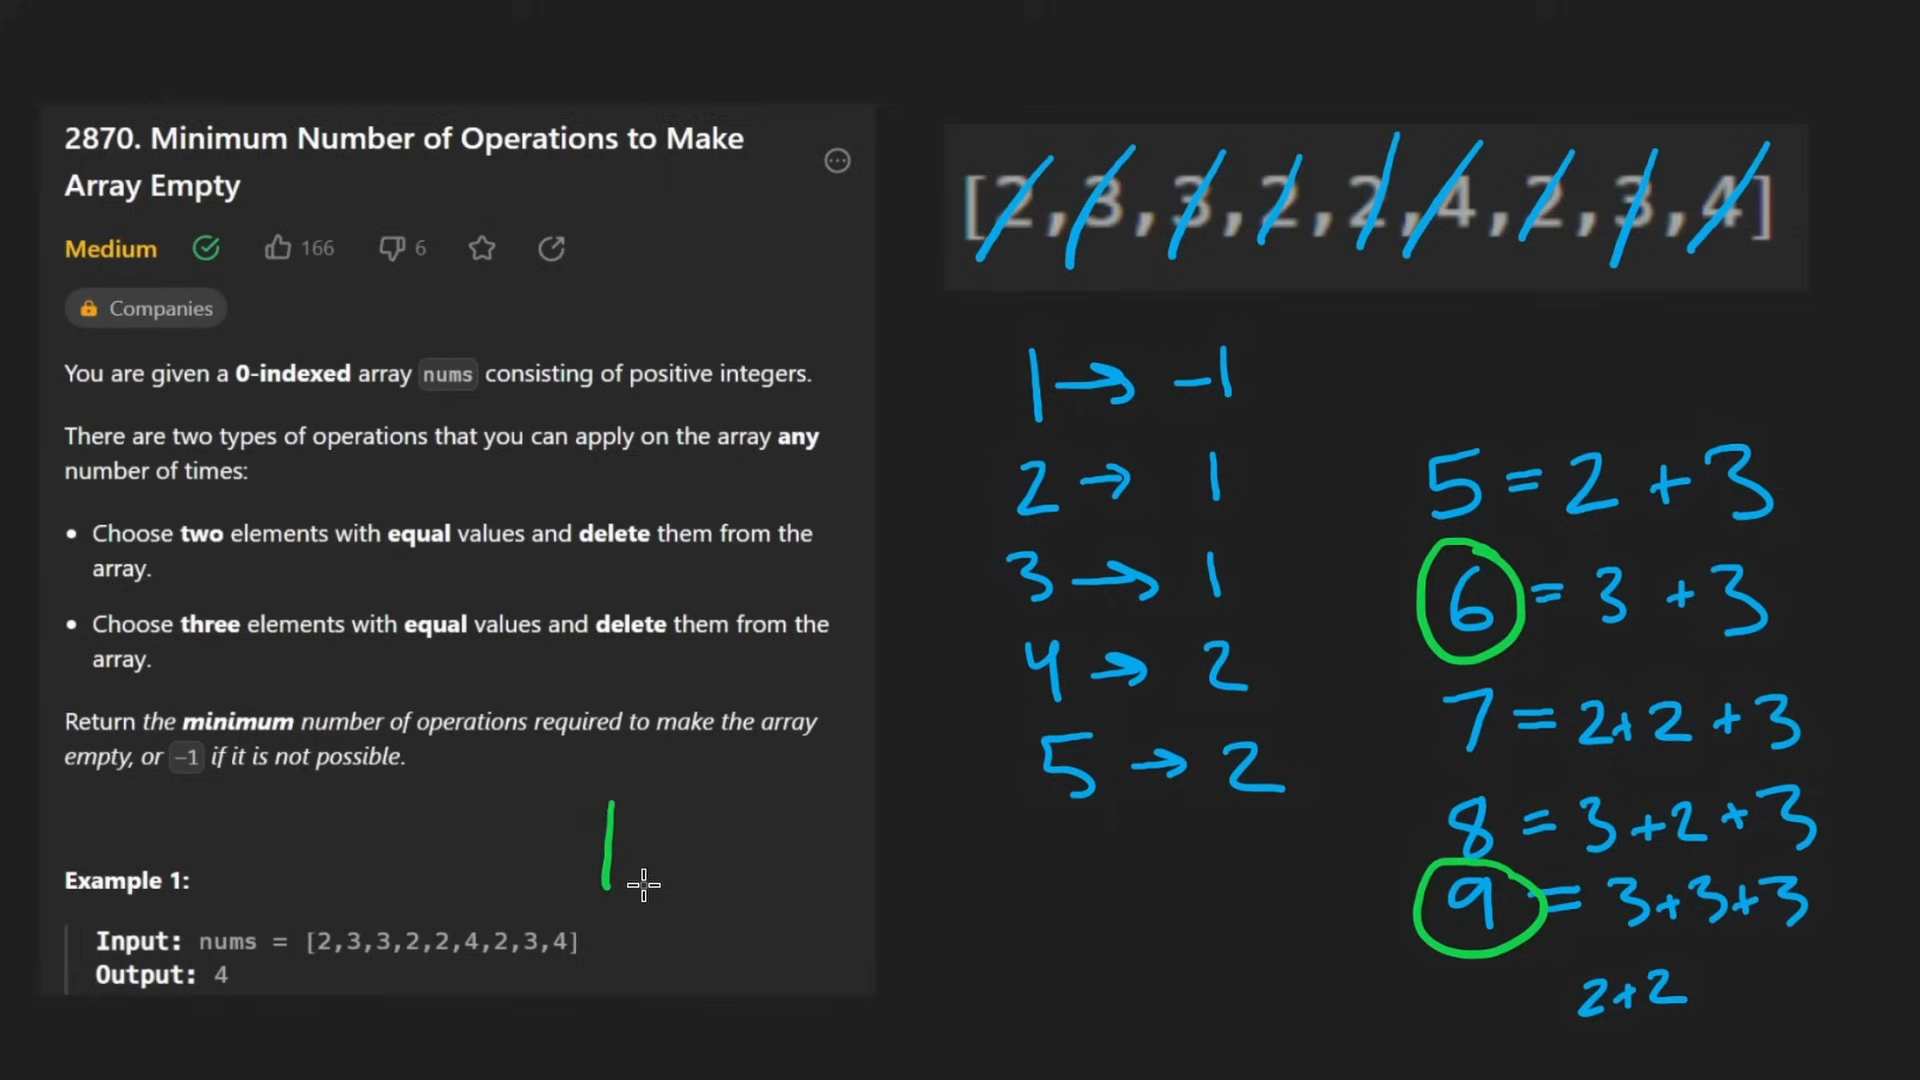 2870. Minimum Number of Operations to Make
Array Empty
Medium 166 6
Companies
You are given a 0-indexed array nums consisting of positive integers.
There are two types of operations that you can apply on the array any
number of times:
• Choose two elements with equal values and delete them from the
array.
• Choose three elements with equal values and delete them from the
array.
Return the minimum number of operations required to make the array
empty, or -1 if it is not possible.
Example 1:
Input: nums = [2,3,3,2,2,4,2,3,4]
Output: 4
[2,3,3,2,2,4,2,3,4]
1 → -1
2 → 1
3 → 1
4 → 2
5 → 2
5 = 2 + 3
6 = 3 + 3
7 = 2+2+3
8 = 3+2+3
9 = 3+3+3
2+2